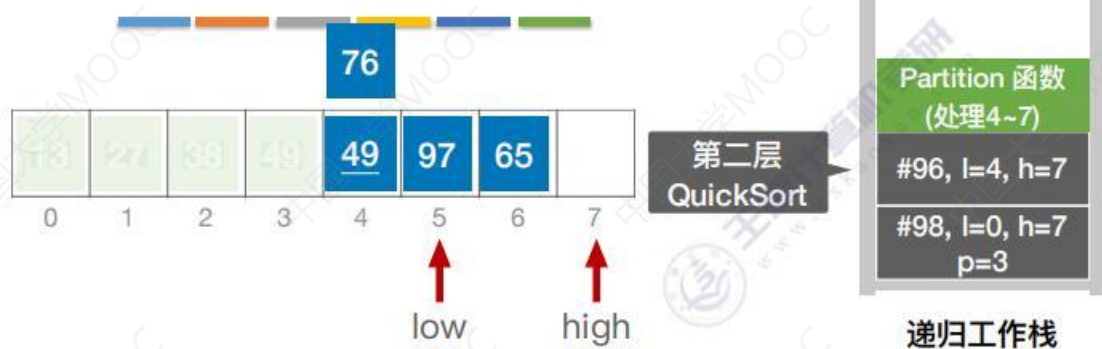 76
13 27 38 49 49 97 65
0 1 2 3 4 5 6 7
low high
第二层
QuickSort
Partition 函数
(处理4~7)
#96, l=4, h=7
#98, l=0, h=7
p=3
递归工作栈